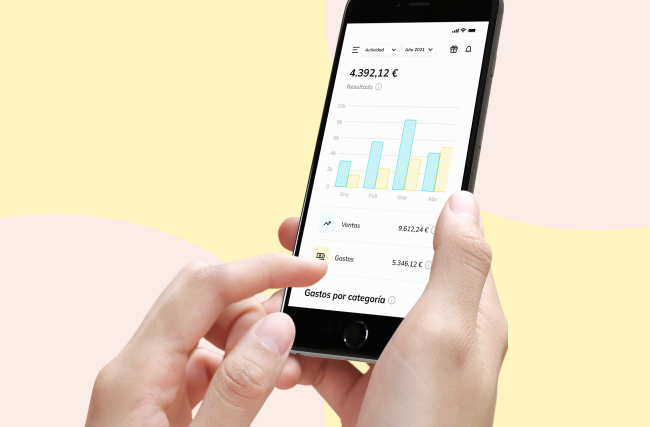 Actividad Año 2021
4.392,12 €
Resultado
10k
8k
6k
4k
2k
0
Ene Feb Mar Abr
Ventas 9.612,24 €
Gastos 5.346,12 €
Gastos por categoría